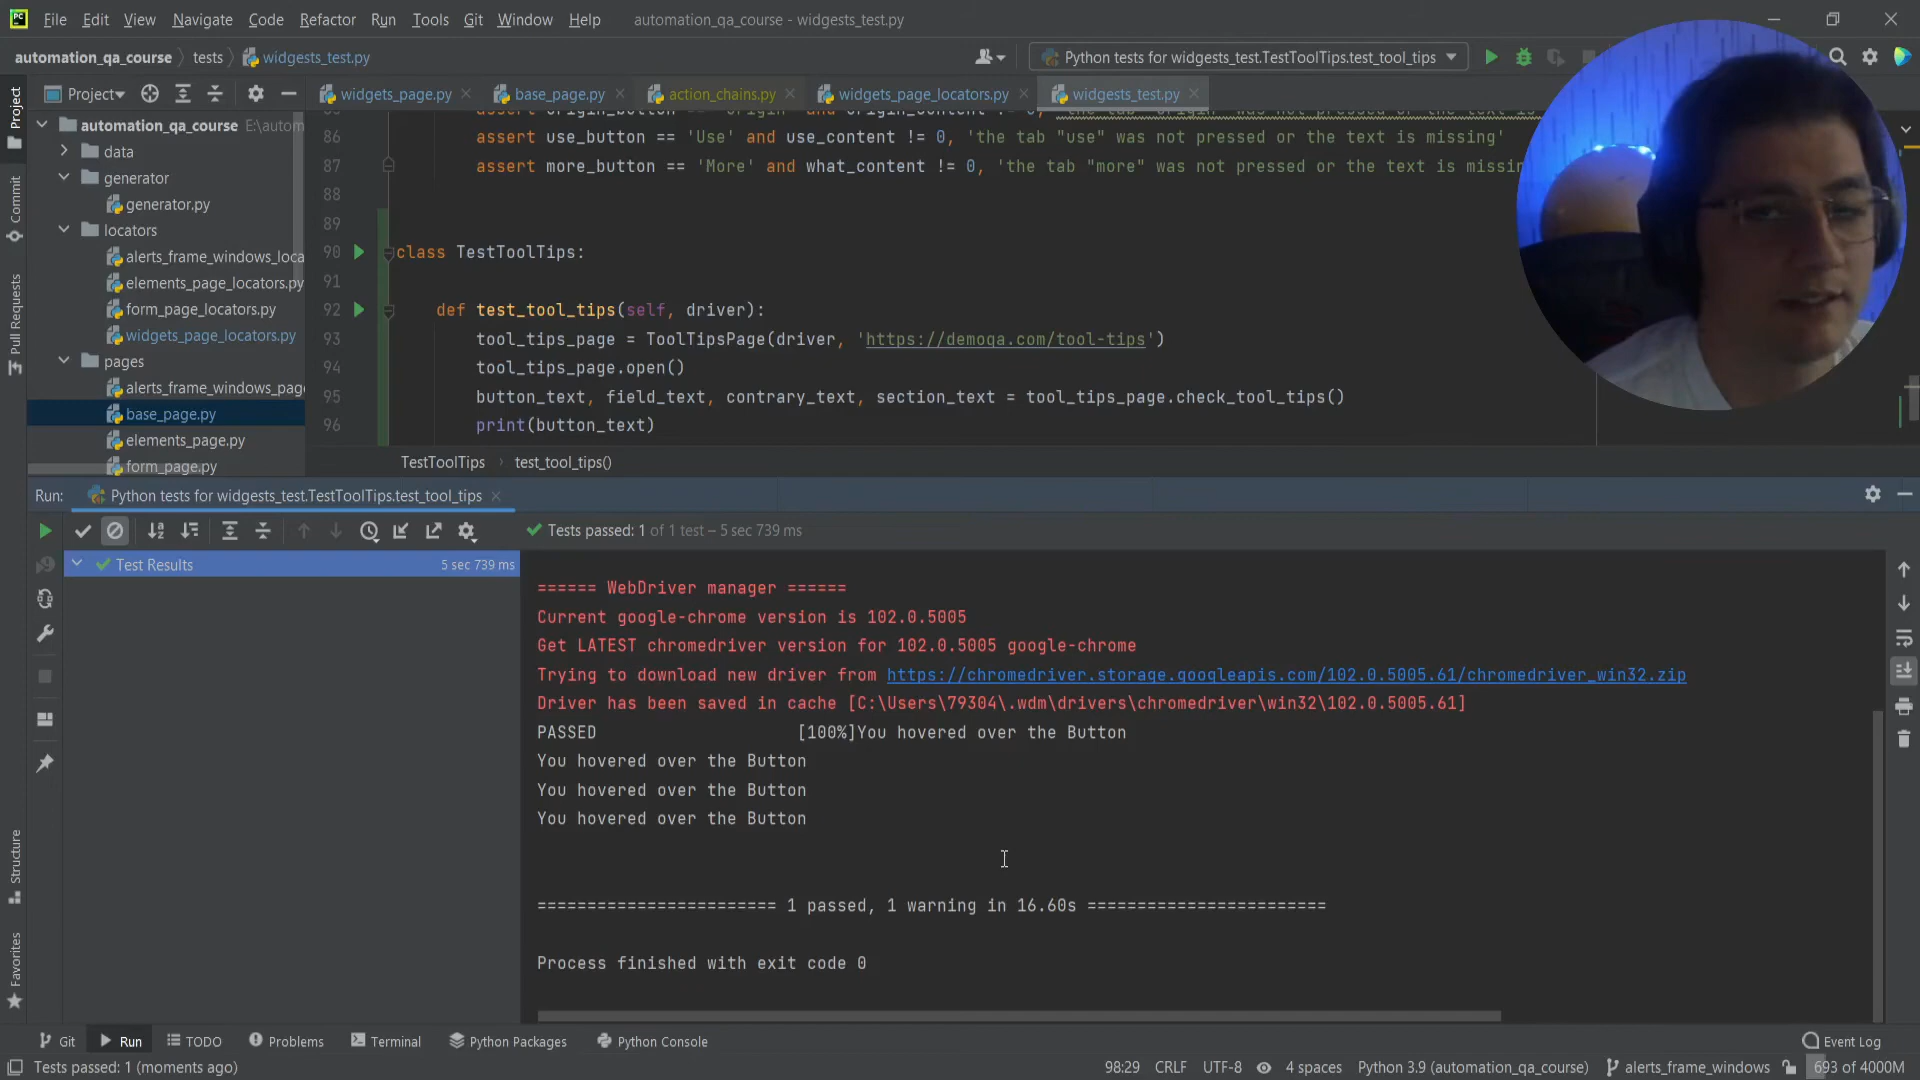 File Edit View Navigate Code Refactor Run Tools Git Window Help automation_qa_course - widgests_test.py
automation_qa_course tests widgests_test.py Python tests for widgests_test.TestToolTips.test_tool_tips
Project widgets_page.py base_page.py action_chains.py widgets_page_locators.py widgests_test.py
Project
Commit
Pull Requests
Structure
Favorites
automation_qa_course E:\autom
data
generator
generator.py
locators
alerts_frame_windows_loca
elements_page_locators.py
form_page_locators.py
widgets_page_locators.py
pages
alerts_frame_windows_page
base_page.py
elements_page.py
form_page.py
86 assert use_button == 'Use' and use_content != 0, 'the tab "use" was not pressed or the text is missing'
87 assert more_button == 'More' and what_content != 0, 'the tab "more" was not pressed or the text is missin
88
89
90 class TestToolTips:
91
92 def test_tool_tips(self, driver):
93 tool_tips_page = ToolTipsPage(driver, 'https://demoqa.com/tool-tips')
94 tool_tips_page.open()
95 button_text, field_text, contrary_text, section_text = tool_tips_page.check_tool_tips()
96 print(button_text)
TestToolTips test_tool_tips()
Run: Python tests for widgests_test.TestToolTips.test_tool_tips
Tests passed: 1 of 1 test – 5 sec 739 ms
Test Results 5 sec 739 ms
====== WebDriver manager ======
Current google-chrome version is 102.0.5005
Get LATEST chromedriver version for 102.0.5005 google-chrome
Trying to download new driver from https://chromedriver.storage.googleapis.com/102.0.5005.61/chromedriver_win32.zip
Driver has been saved in cache [C:\Users\79304\.wdm\drivers\chromedriver\win32\102.0.5005.61]
PASSED [100%]You hovered over the Button
You hovered over the Button
You hovered over the Button
You hovered over the Button
======================== 1 passed, 1 warning in 16.60s ========================
Process finished with exit code 0
Git Run TODO Problems Terminal Python Packages Python Console Event Log
Tests passed: 1 (moments ago) 98:29 CRLF UTF-8 4 spaces Python 3.9 (automation_qa_course) alerts_frame_windows 693 of 4000M